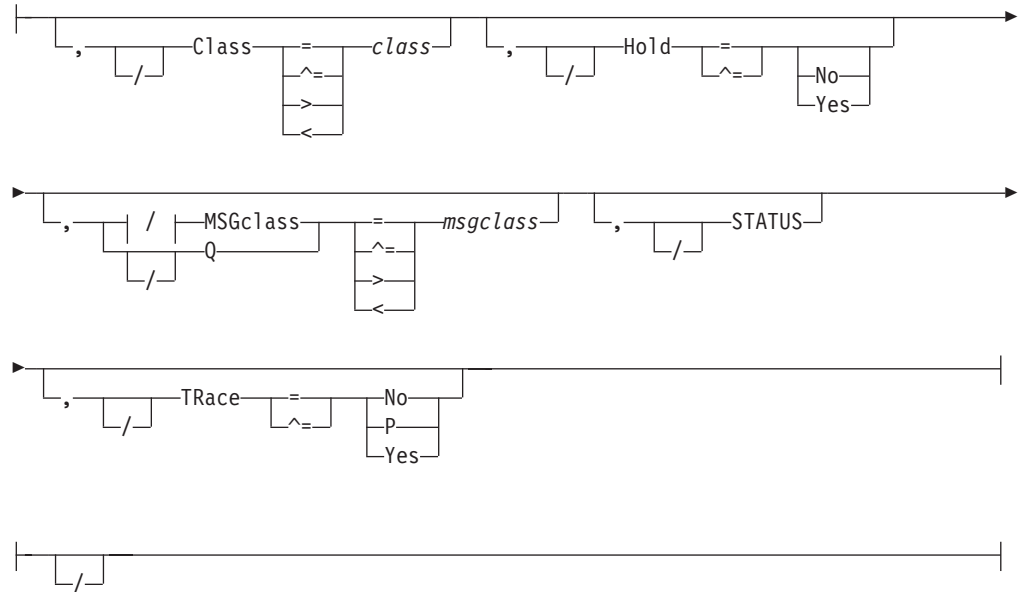 , / Class = class , / Hold =
^= ^= No
> Yes
<
, / MSGclass = msgclass , / STATUS
/ Q ^=
>
<
, / TRace = No
^= P
Yes
/